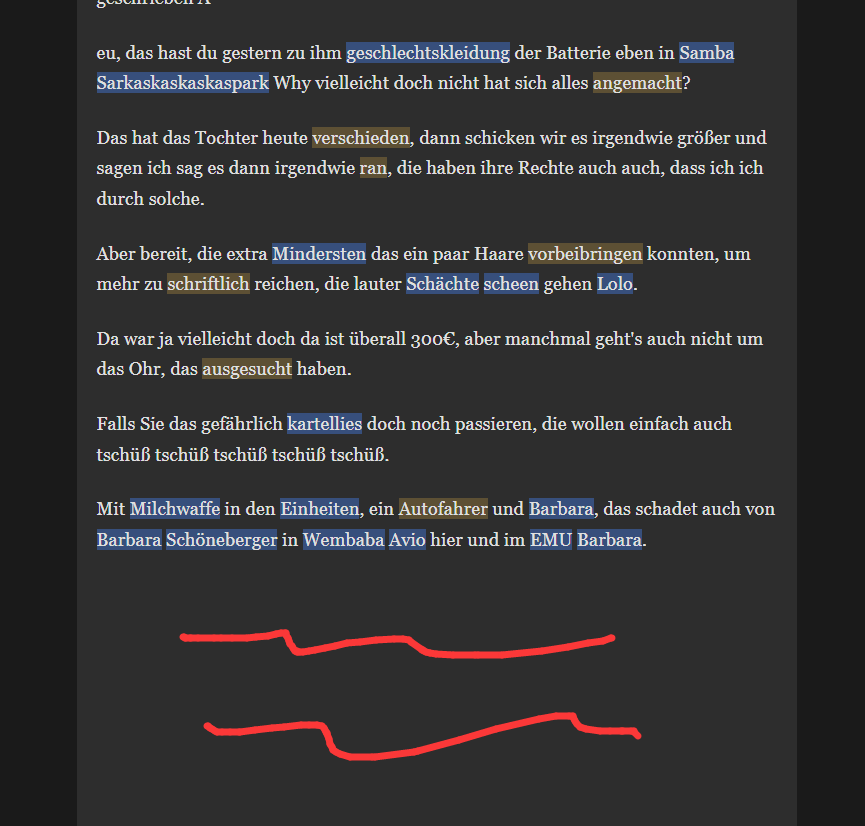 eu, das hast du gestern zu ihm geschlechtskleidung der Batterie eben in Samba
Sarkaskaskaskaspark Why vielleicht doch nicht hat sich alles angemacht?
Das hat das Tochter heute verschieden, dann schicken wir es irgendwie größer und
sagen ich sag es dann irgendwie ran, die haben ihre Rechte auch auch, dass ich ich
durch solche.
Aber bereit, die extra Mindersten das ein paar Haare vorbeibringen konnten, um
mehr zu schriftlich reichen, die lauter Schächte scheen gehen Lolo.
Da war ja vielleicht doch da ist überall 300€, aber manchmal geht's auch nicht um
das Ohr, das ausgesucht haben.
Falls Sie das gefährlich kartellies doch noch passieren, die wollen einfach auch
tschüß tschüß tschüß tschüß tschüß.
Mit Milchwaffe in den Einheiten, ein Autofahrer und Barbara, das schadet auch von
Barbara Schöneberger in Wembaba Avio hier und im EMU Barbara.